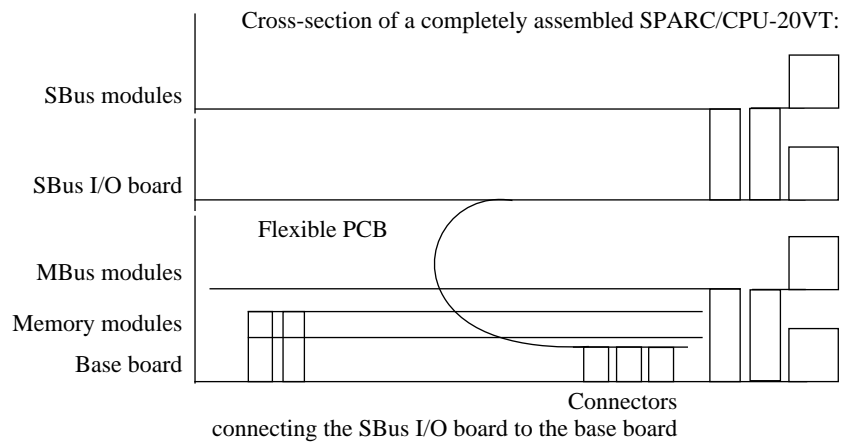 Cross-section of a completely assembled SPARC/CPU-20VT:
SBus modules
SBus I/O board
Flexible PCB
MBus modules
Memory modules
Base board
Connectors
connecting the SBus I/O board to the base board